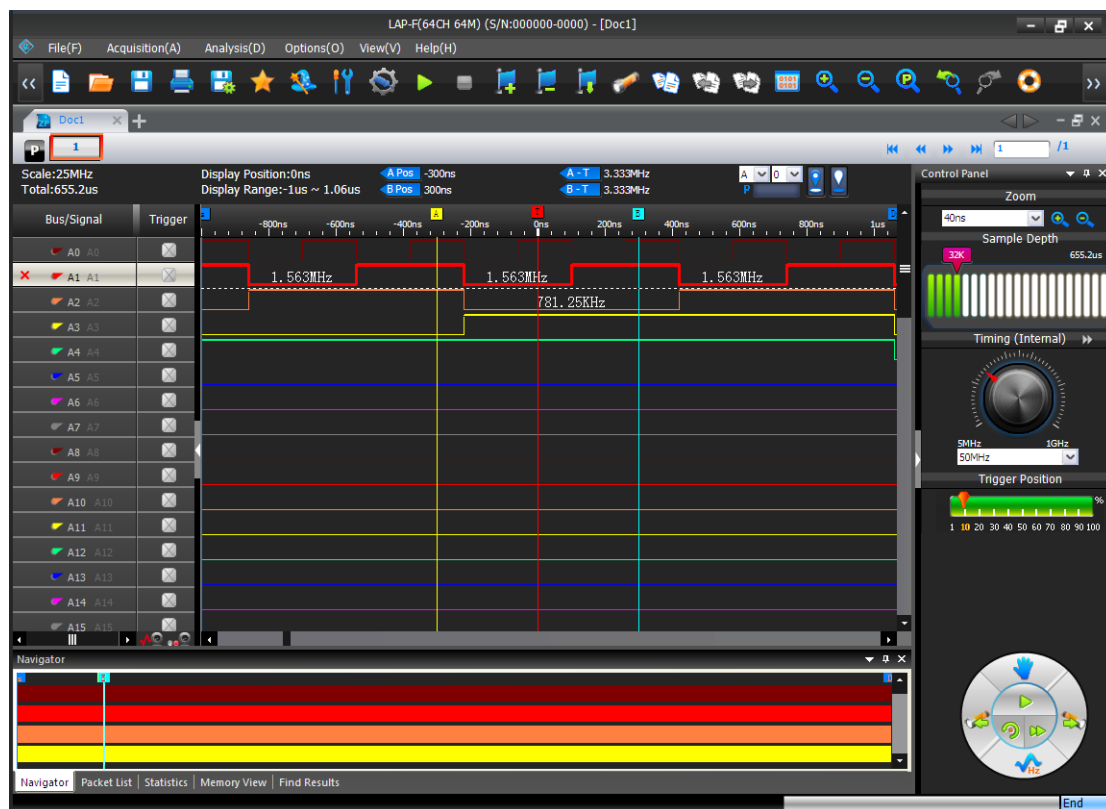 LAP-F(64CH 64M) (S/N:000000-0000) - [Doc1]
File(F) Acquisition(A) Analysis(D) Options(O) View(V) Help(H)
Doc1
P 1 1 /1
Scale:25MHz Display Position:0ns A Pos -300ns A - T 3.333MHz A 0
Total:655.2us Display Range:-1us ~ 1.06us B Pos 300ns B - T 3.333MHz P
Control Panel
Bus/Signal Trigger
-800ns -600ns -400ns -200ns 0ns 200ns 400ns 600ns 800ns 1us
A T B D
A0 A0
A1 A1 1.563MHz 1.563MHz 1.563MHz
A2 A2 781.25KHz
A3 A3
A4 A4
A5 A5
A6 A6
A7 A7
A8 A8
A9 A9
A10 A10
A11 A11
A12 A12
A13 A13
A14 A14
A15 A15
Zoom
40ns
Sample Depth
32K 655.2us
Timing (Internal)
5MHz 1GHz
50MHz
Trigger Position
%
1 10 20 30 40 50 60 70 80 90 100
Hz
Navigator
Navigator Packet List Statistics Memory View Find Results
End